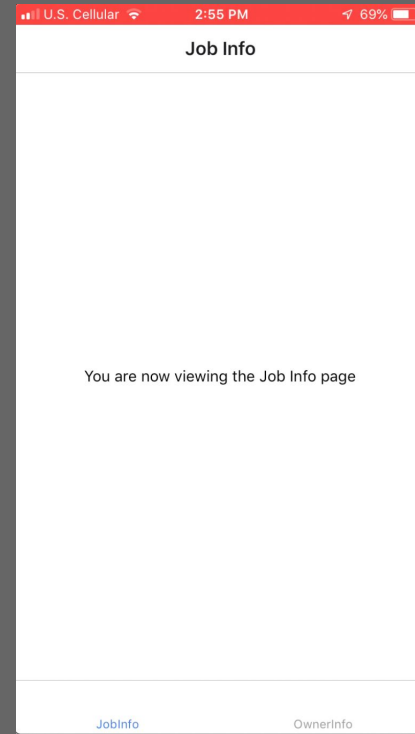 U.S. Cellular 2:55 PM 69%
Job Info
You are now viewing the Job Info page
JobInfo OwnerInfo